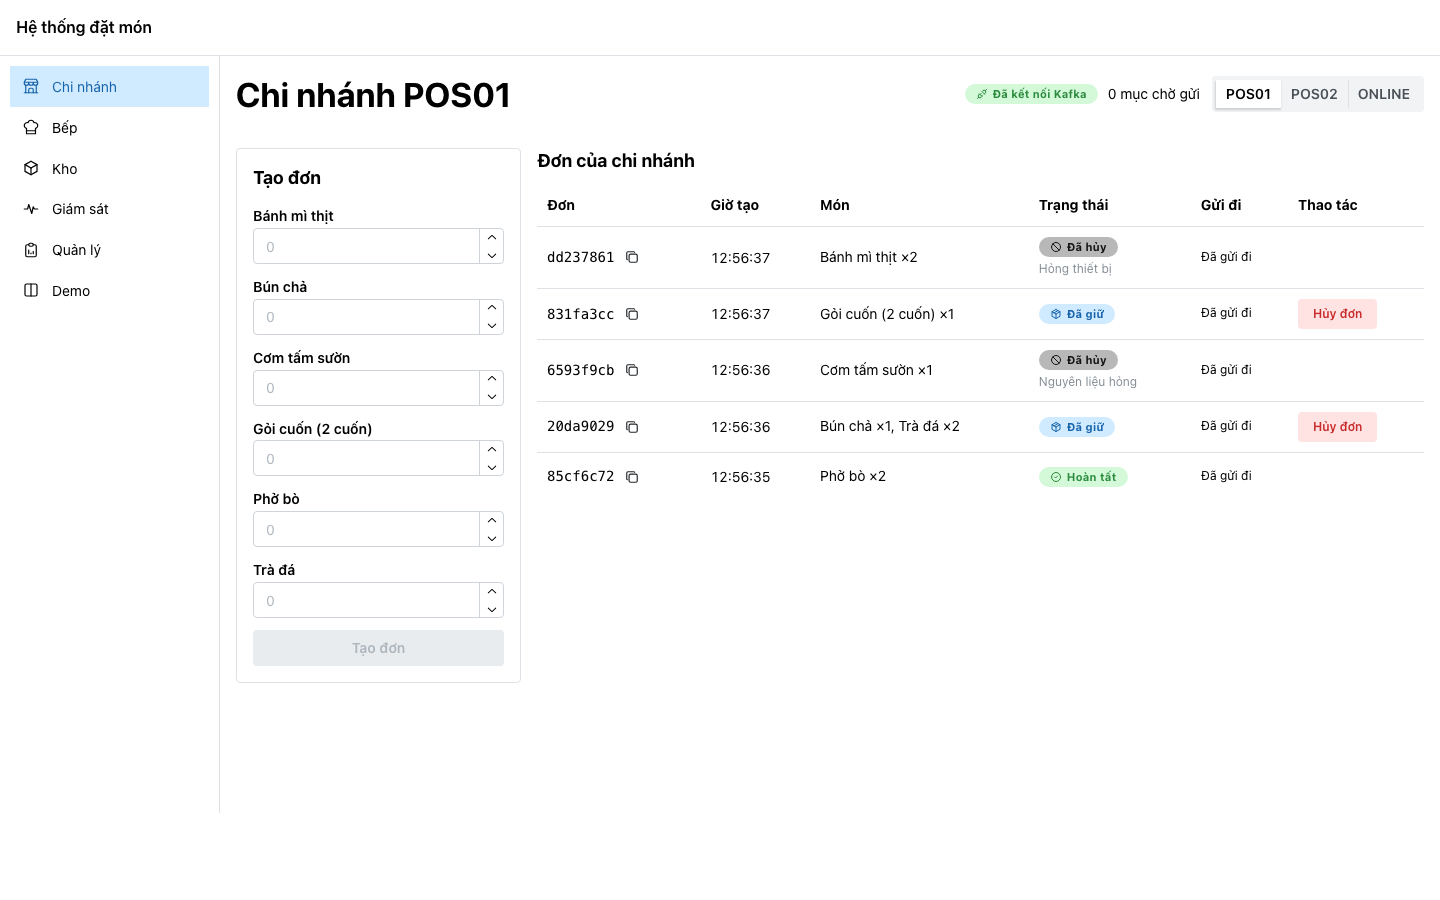 Hệ thống đặt món
Chi nhánh
Bếp
Kho
Giám sát
Quản lý
Demo
Chi nhánh POS01
Đã kết nối Kafka
0 mục chờ gửi
POS01 POS02 ONLINE
Tạo đơn
Bánh mì thịt
0
Bún chả
0
Cơm tấm sườn
0
Gỏi cuốn (2 cuốn)
0
Phở bò
0
Trà đá
0
Tạo đơn
Đơn của chi nhánh
Đơn Giờ tạo Món Trạng thái Gửi đi Thao tác
dd237861 12:56:37 Bánh mì thịt ×2 Đã hủy Đã gửi đi
Hỏng thiết bị
831fa3cc 12:56:37 Gỏi cuốn (2 cuốn) ×1 Đã giữ Đã gửi đi Hủy đơn
6593f9cb 12:56:36 Cơm tấm sườn ×1 Đã hủy Đã gửi đi
Nguyên liệu hỏng
20da9029 12:56:36 Bún chả ×1, Trà đá ×2 Đã giữ Đã gửi đi Hủy đơn
85cf6c72 12:56:35 Phở bò ×2 Hoàn tất Đã gửi đi